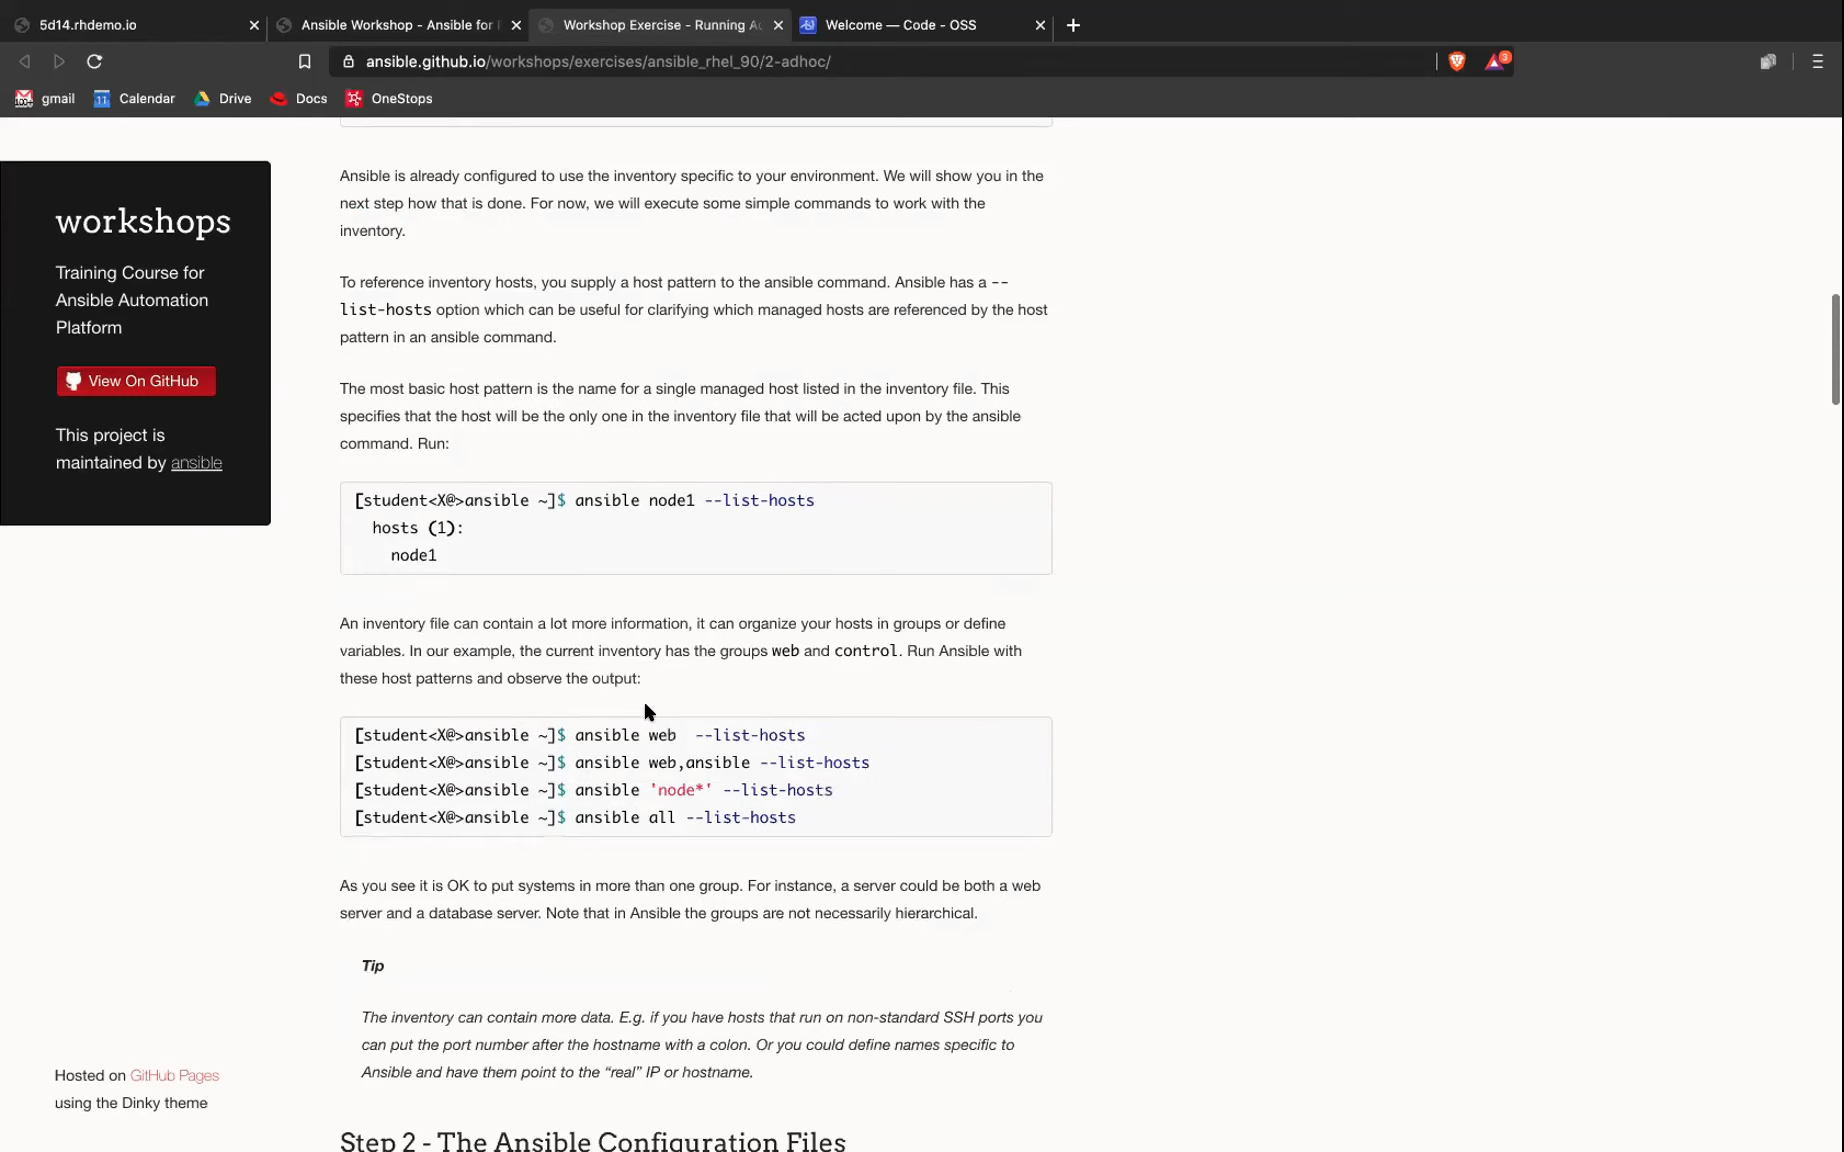 5d14.rhdemo.io
Ansible Workshop - Ansible for
Workshop Exercise - Running A
Welcome — Code - OSS
ansible.github.io/workshops/exercises/ansible_rhel_90/2-adhoc/
3
gmail
Calendar
Drive
Docs
OneStops
workshops
Training Course for
Ansible Automation
Platform
View On GitHub
This project is
maintained by ansible
Hosted on GitHub Pages
using the Dinky theme
Ansible is already configured to use the inventory specific to your environment. We will show you in the
next step how that is done. For now, we will execute some simple commands to work with the
inventory.
To reference inventory hosts, you supply a host pattern to the ansible command. Ansible has a --
list-hosts option which can be useful for clarifying which managed hosts are referenced by the host
pattern in an ansible command.
The most basic host pattern is the name for a single managed host listed in the inventory file. This
specifies that the host will be the only one in the inventory file that will be acted upon by the ansible
command. Run:
[student<X@>ansible ~]$ ansible node1 --list-hosts
hosts (1):
node1
An inventory file can contain a lot more information, it can organize your hosts in groups or define
variables. In our example, the current inventory has the groups web and control. Run Ansible with
these host patterns and observe the output:
[student<X@>ansible ~]$ ansible web  --list-hosts
[student<X@>ansible ~]$ ansible web,ansible --list-hosts
[student<X@>ansible ~]$ ansible 'node*' --list-hosts
[student<X@>ansible ~]$ ansible all --list-hosts
As you see it is OK to put systems in more than one group. For instance, a server could be both a web
server and a database server. Note that in Ansible the groups are not necessarily hierarchical.
Tip
The inventory can contain more data. E.g. if you have hosts that run on non-standard SSH ports you
can put the port number after the hostname with a colon. Or you could define names specific to
Ansible and have them point to the “real” IP or hostname.
Step 2 - The Ansible Configuration Files